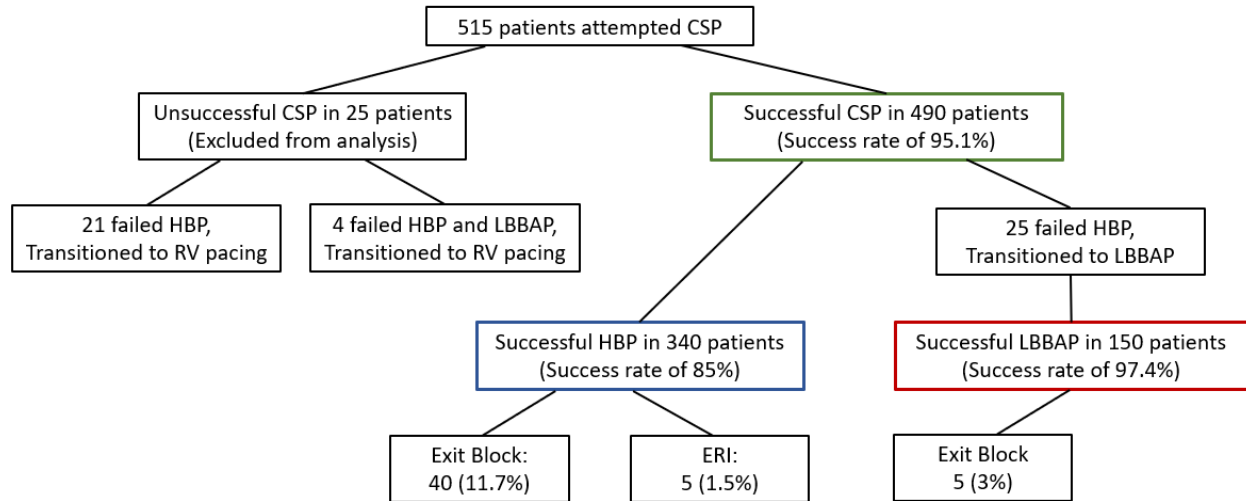 515 patients attempted CSP
Unsuccessful CSP in 25 patients
(Excluded from analysis)
Successful CSP in 490 patients
(Success rate of 95.1%)
21 failed HBP,
Transitioned to RV pacing
4 failed HBP and LBBAP,
Transitioned to RV pacing
25 failed HBP,
Transitioned to LBBAP
Successful HBP in 340 patients
(Success rate of 85%)
Successful LBBAP in 150 patients
(Success rate of 97.4%)
Exit Block:
40 (11.7%)
ERI:
5 (1.5%)
Exit Block
5 (3%)